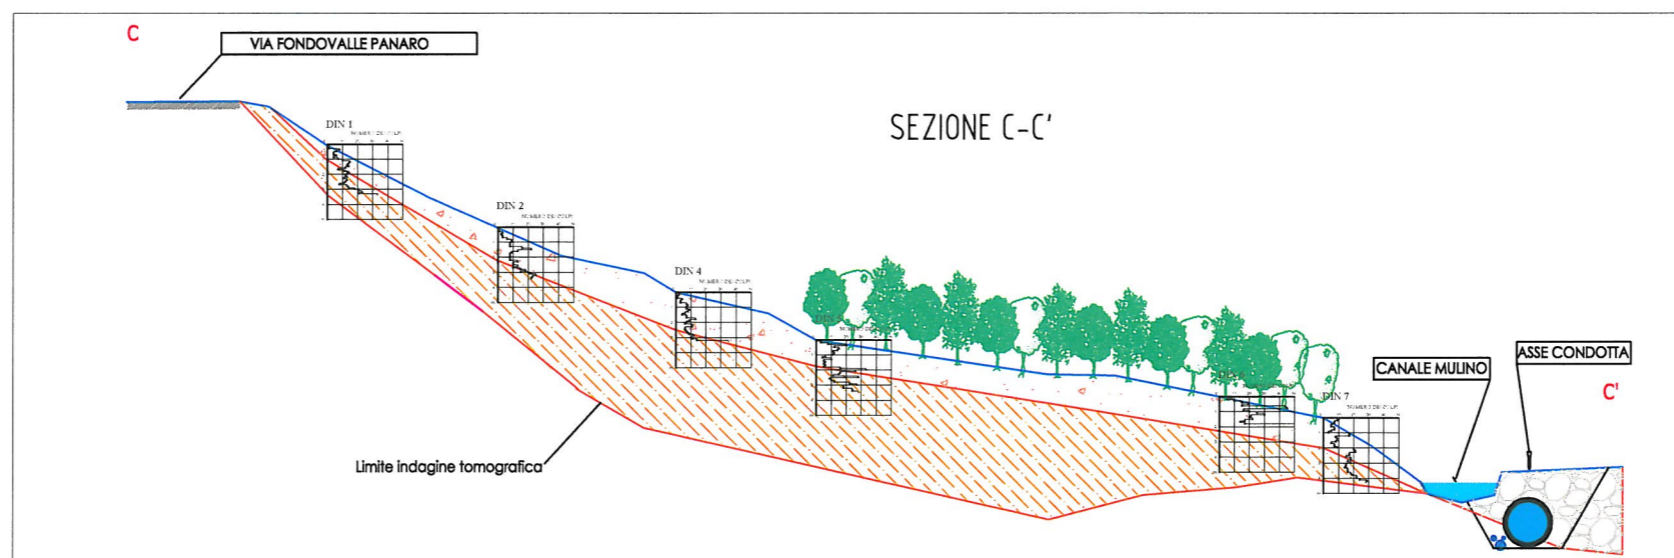 C
VIA FONDOVALLE PANARO
SEZIONE C-C'
DIN 1
DIN 2
DIN 4
DIN 7
CANALE MULINO
ASSE CONDOTTA
C'
Limite indagine tomografica